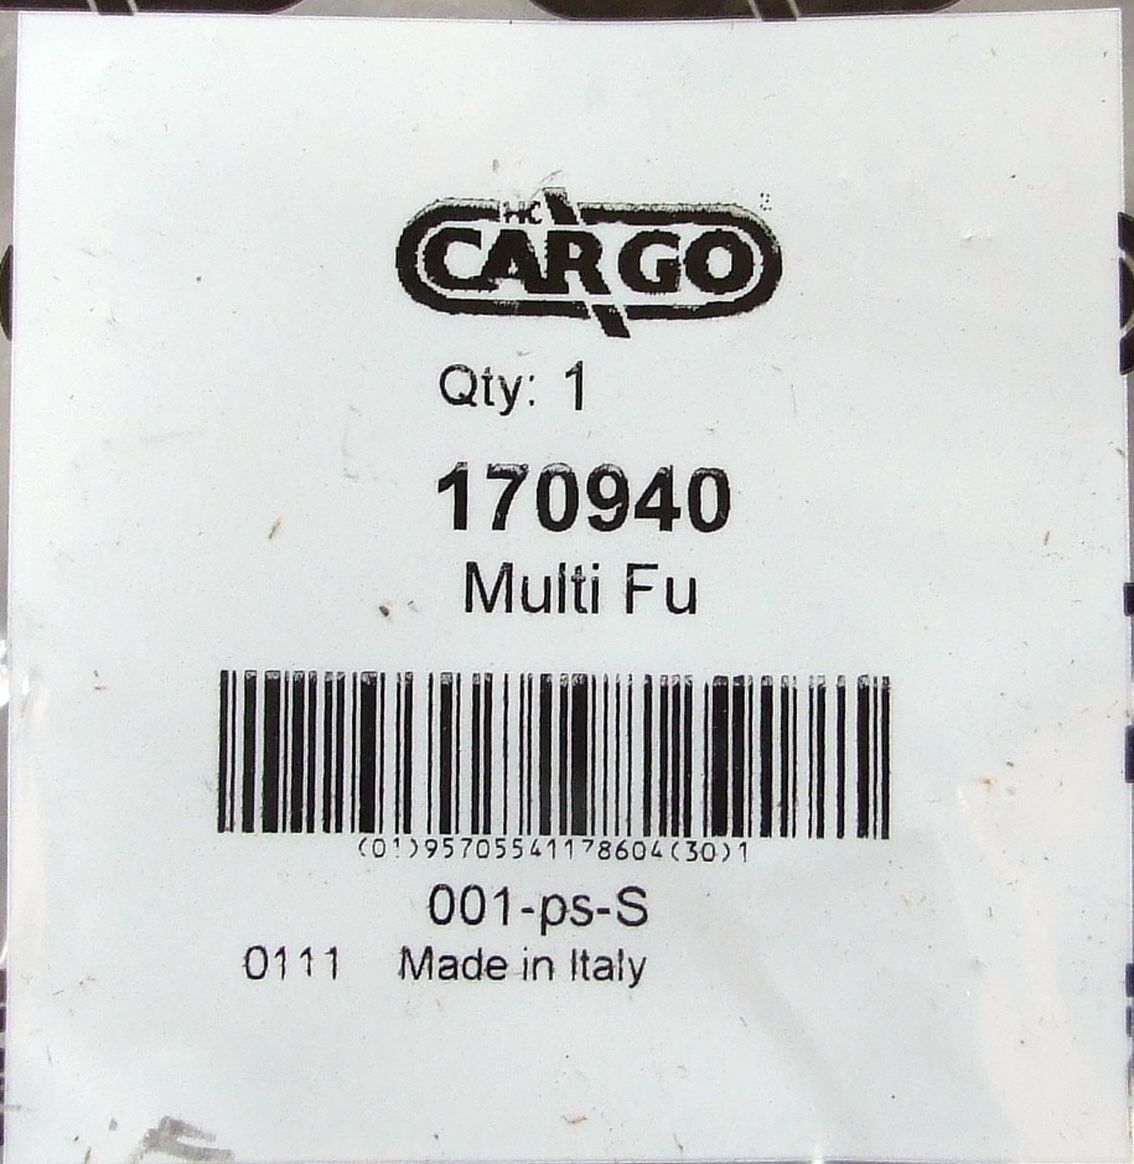 HC
CARGO
Qty: 1
170940
Multi Fu
(01)95705541178604(30)1
001-ps-S
0111 Made in Italy